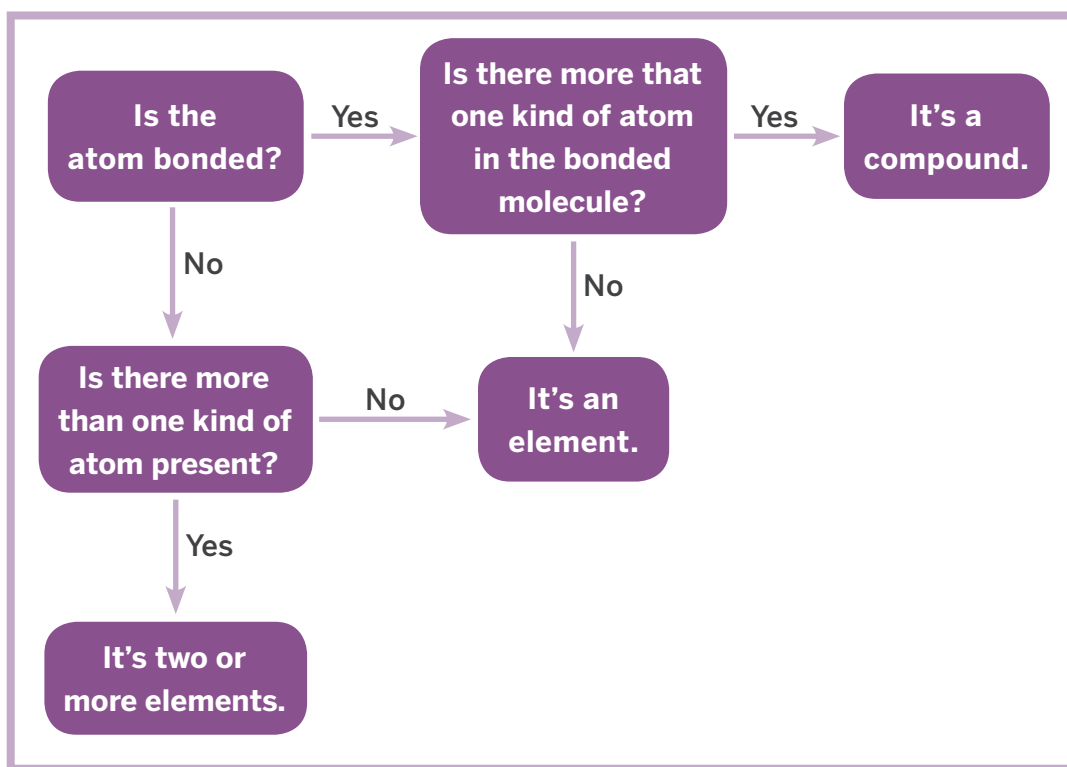 Is the
atom bonded?
Yes
Is there more that
one kind of atom
in the bonded
molecule?
Yes
It's a
compound.
No
No
Is there more
than one kind of
atom present?
No
It's an
element.
Yes
It's two or
more elements.